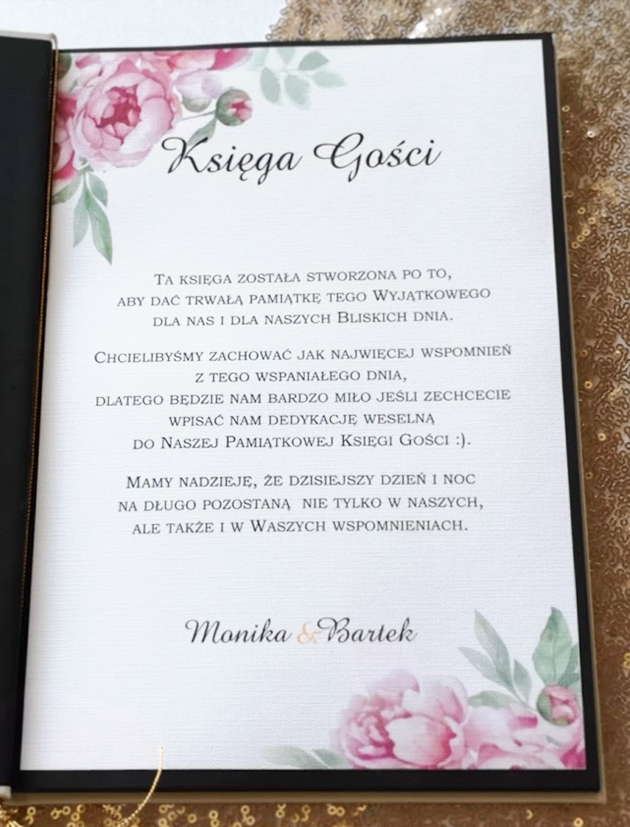 Księga Gości
Ta księga została stworzona po to,
aby dać trwałą pamiątkę tego Wyjątkowego
dla nas i dla naszych Bliskich dnia.
Chcielibyśmy zachować jak najwięcej wspomnień
z tego wspaniałego dnia,
dlatego będzie nam bardzo miło jeśli zechcecie
wpisać nam dedykację weselną
do Naszej Pamiątkowej Księgi Gości :).
Mamy nadzieję, że dzisiejszy dzień i noc
na długo pozostaną nie tylko w naszych,
ale także i w Waszych wspomnieniach.
Monika & Bartek